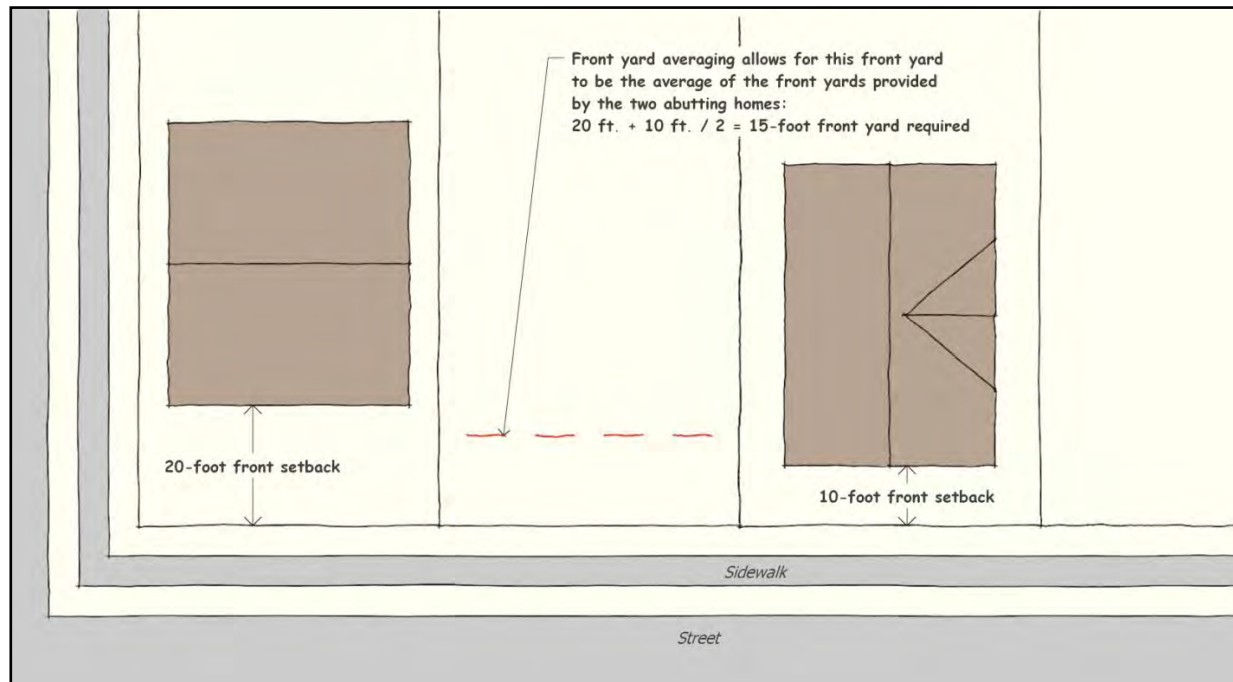 Front yard averaging allows for this front yard
to be the average of the front yards provided
by the two abutting homes:
20 ft. + 10 ft. / 2 = 15-foot front yard required
20-foot front setback
10-foot front setback
Sidewalk
Street